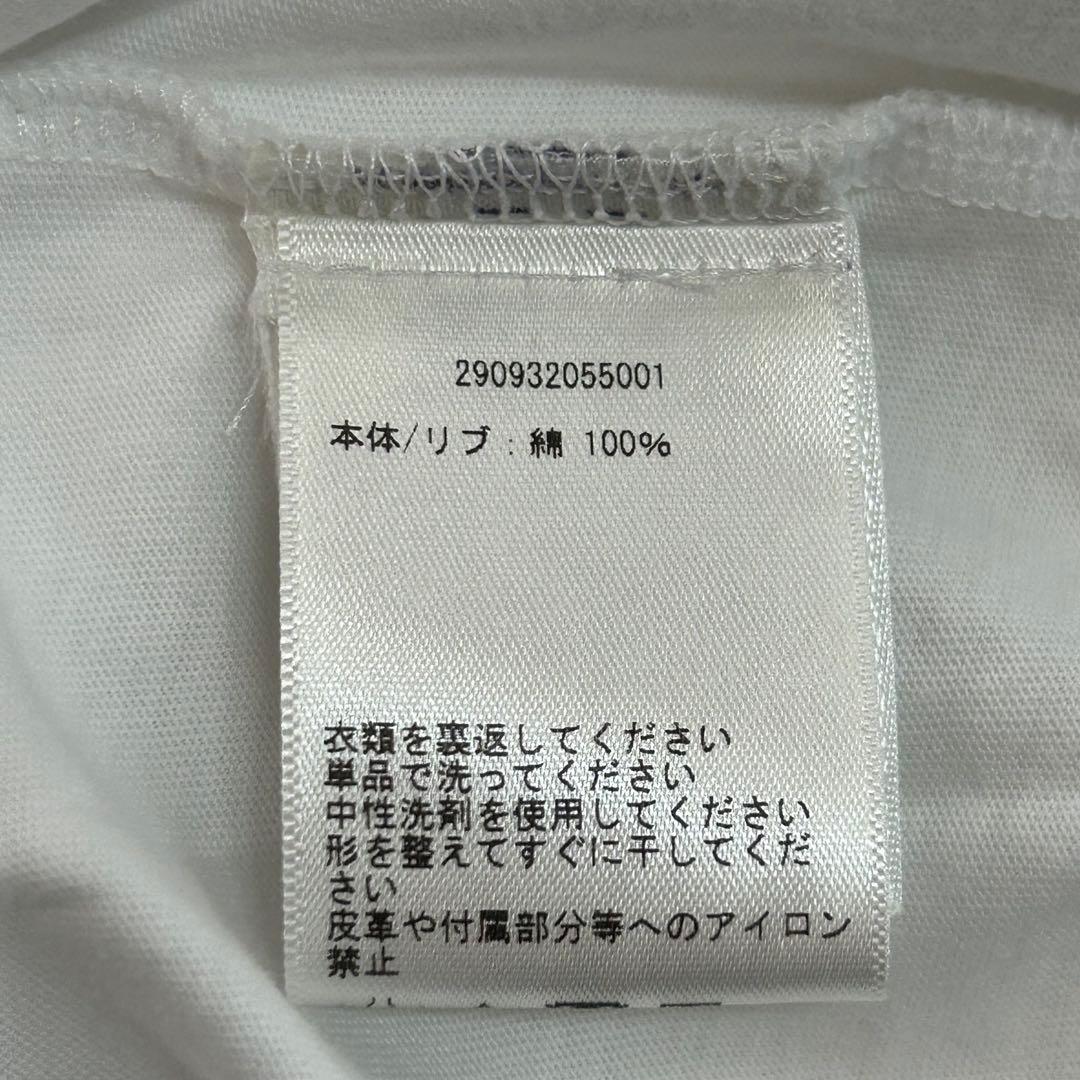 290932055001
本体/リブ : 綿 100%
衣類を裏返してください
単品で洗ってください
中性洗剤を使用してください
形を整えてすぐに干してくだ
さい
皮革や付属部分等へのアイロン
禁止